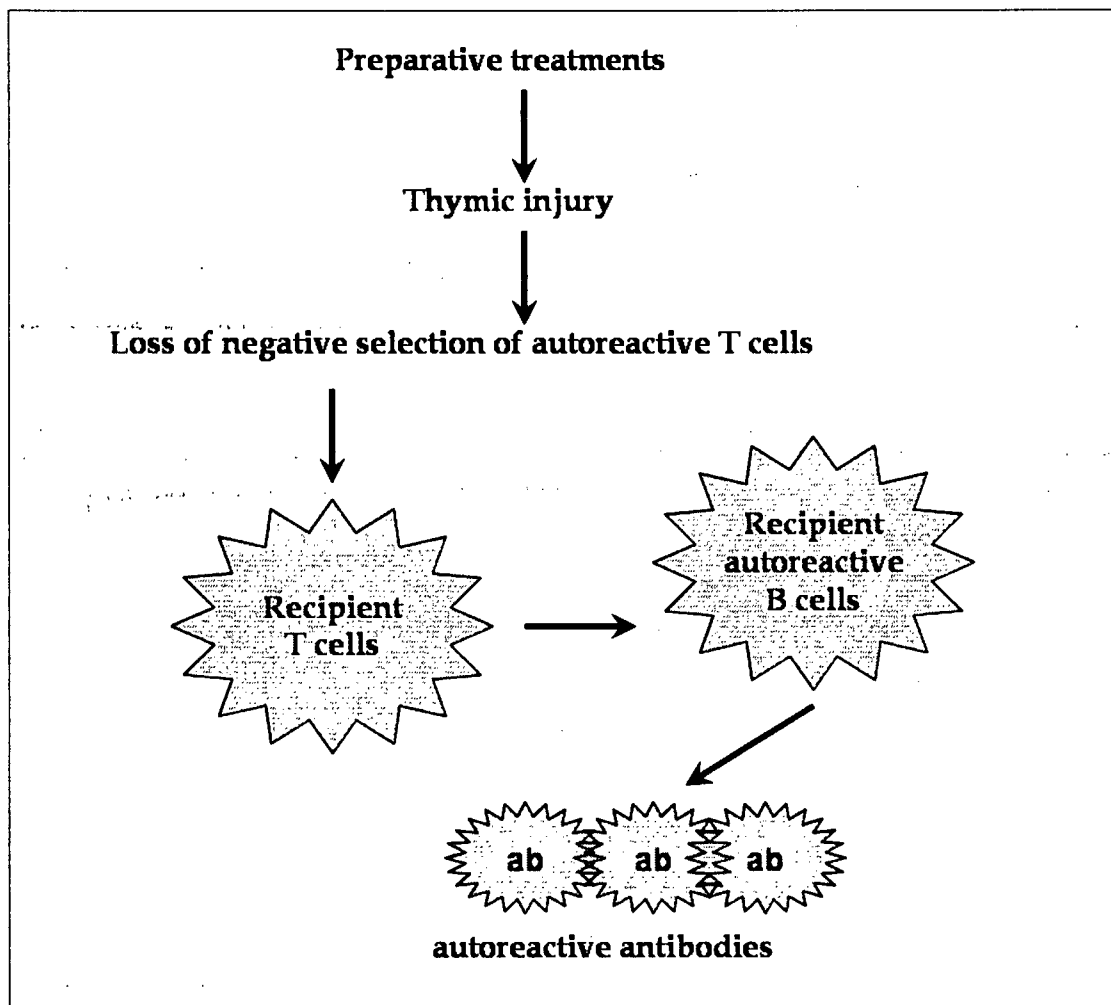 Preparative treatments
Thymic injury
Loss of negative selection of autoreactive T cells
Recipient
T cells
Recipient
autoreactive
B cells
ab ab ab
autoreactive antibodies